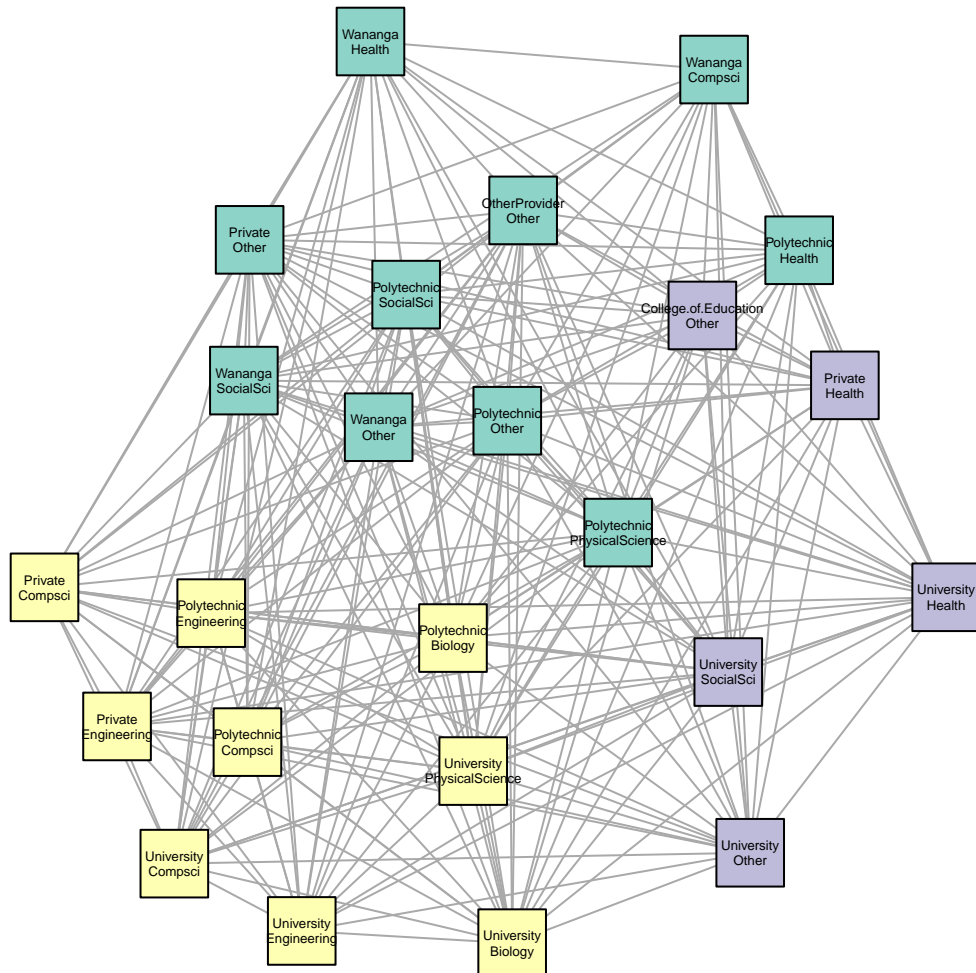 Wananga
Health
Wananga
Compsci
OtherProvider
Other
Private
Other
Polytechnic
Health
Polytechnic
SocialSci
College.of.Education
Other
Wananga
SocialSci
Private
Health
Wananga
Other
Polytechnic
Other
Polytechnic
PhysicalScience
Private
Compsci
Polytechnic
Engineering
Polytechnic
Biology
University
Health
University
SocialSci
Private
Engineering
Polytechnic
Compsci
University
PhysicalScience
University
Compsci
University
Other
University
Engineering
University
Biology